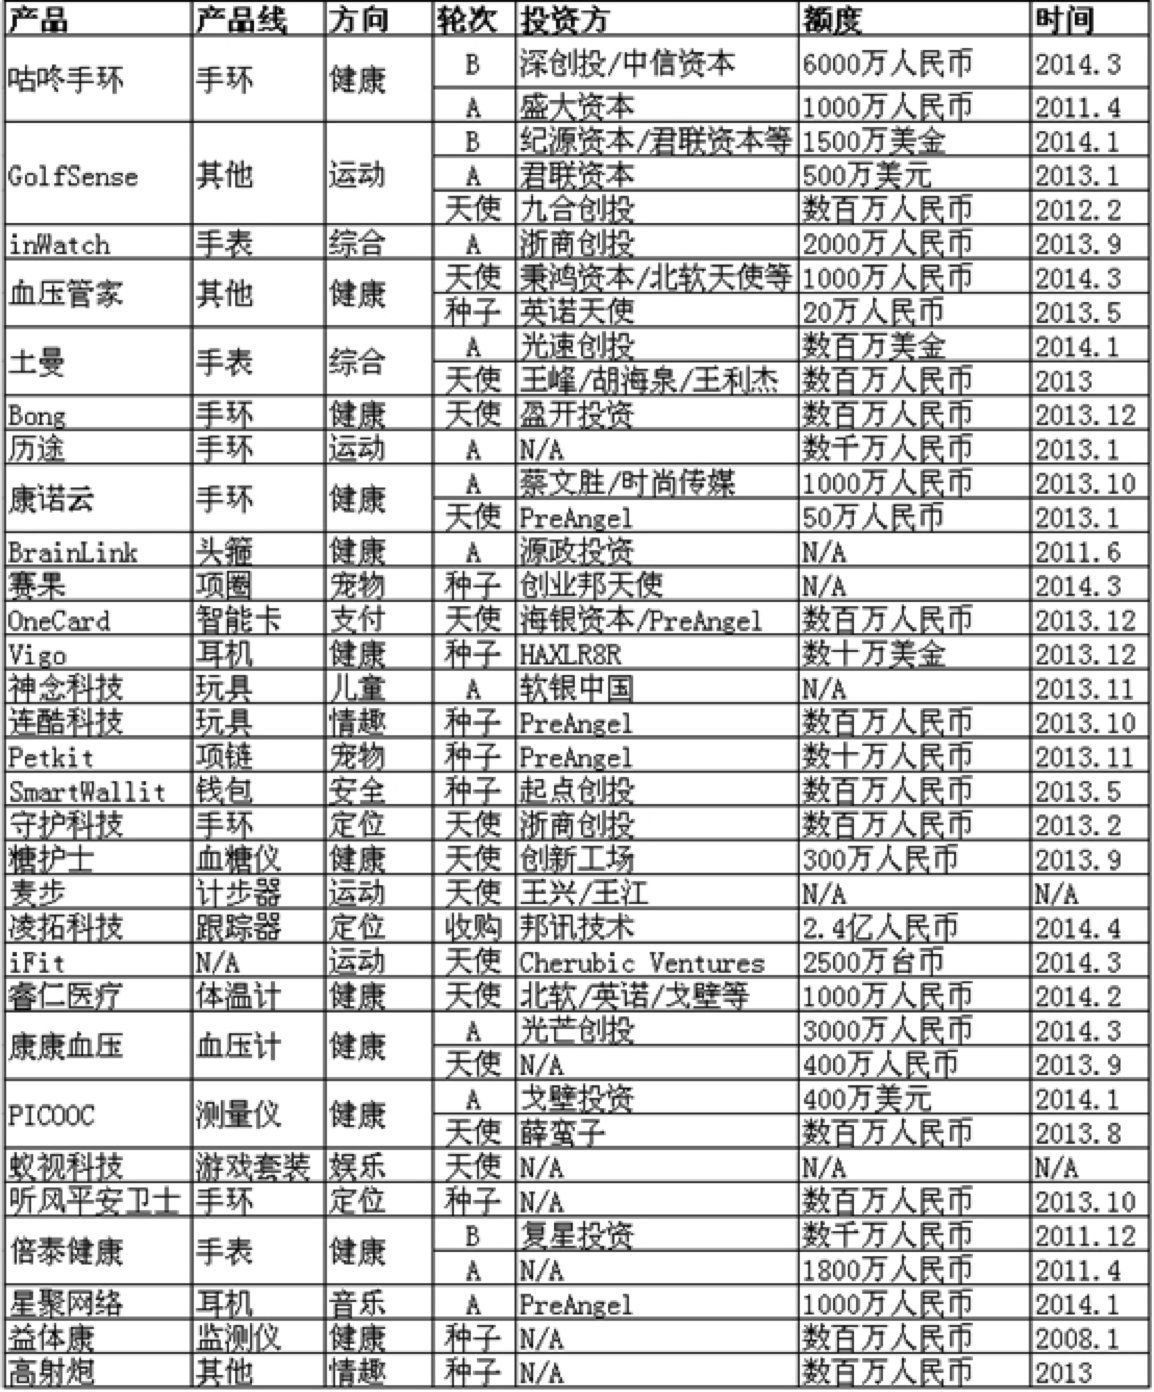 产品 产品线 方向 轮次 投资方 额度 时间
咕咚手环 手环 健康 B 深创投/中信资本 6000万人民币 2014.3
A 盛大资本 1000万人民币 2011.4
GolfSense 其他 运动 B 纪源资本/君联资本等 1500万美金 2014.1
A 君联资本 500万美元 2013.1
天使 九合创投 数百万人民币 2012.2
inWatch 手表 综合 A 浙商创投 2000万人民币 2013.9
血压管家 其他 健康 天使 秉鸿资本/北软天使等 1000万人民币 2014.3
种子 英诺天使 20万人民币 2013.5
土曼 手表 综合 A 光速创投 数百万美金 2014.1
天使 王峰/胡海泉/王利杰 数百万人民币 2013
Bong 手环 健康 天使 盈开投资 数百万人民币 2013.12
历途 手环 运动 A N/A 数千万人民币 2013.1
康诺云 手环 健康 A 蔡文胜/时尚传媒 1000万人民币 2013.10
天使 PreAngel 50万人民币 2013.1
BrainLink 头箍 健康 A 源政投资 N/A 2011.6
赛果 项圈 宠物 种子 创业邦天使 N/A 2014.3
OneCard 智能卡 支付 天使 海银资本/PreAngel 数百万人民币 2013.12
Vigo 耳机 健康 种子 HAXLR8R 数十万美金 2013.12
神念科技 玩具 儿童 A 软银中国 N/A 2013.11
连酷科技 玩具 情趣 种子 PreAngel 数百万人民币 2013.10
Petkit 项链 宠物 种子 PreAngel 数十万人民币 2013.11
SmartWallit 钱包 安全 种子 起点创投 数百万人民币 2013.5
守护科技 手环 定位 天使 浙商创投 数百万人民币 2013.2
糖护士 血糖仪 健康 天使 创新工场 300万人民币 2013.9
麦步 计步器 运动 天使 王兴/王江 N/A N/A
凌拓科技 跟踪器 定位 收购 邦讯技术 2.4亿人民币 2014.4
iFit N/A 运动 天使 Cherubic Ventures 2500万台币 2014.3
睿仁医疗 体温计 健康 天使 北软/英诺/戈壁等 1000万人民币 2014.2
康康血压 血压计 健康 A 光芒创投 3000万人民币 2014.3
天使 N/A 400万人民币 2013.9
PICOOC 测量仪 健康 A 戈壁投资 400万美元 2014.1
天使 薛蛮子 数百万人民币 2013.8
蚁视科技 游戏套装 娱乐 天使 N/A N/A N/A
听风平安卫士 手环 定位 种子 N/A 数百万人民币 2013.10
倍泰健康 手表 健康 B 复星投资 数千万人民币 2011.12
A N/A 1800万人民币 2011.4
星聚网络 耳机 音乐 A PreAngel 1000万人民币 2014.1
益体康 监测仪 健康 种子 N/A 数百万人民币 2008.1
高射炮 其他 情趣 种子 N/A 数百万人民币 2013